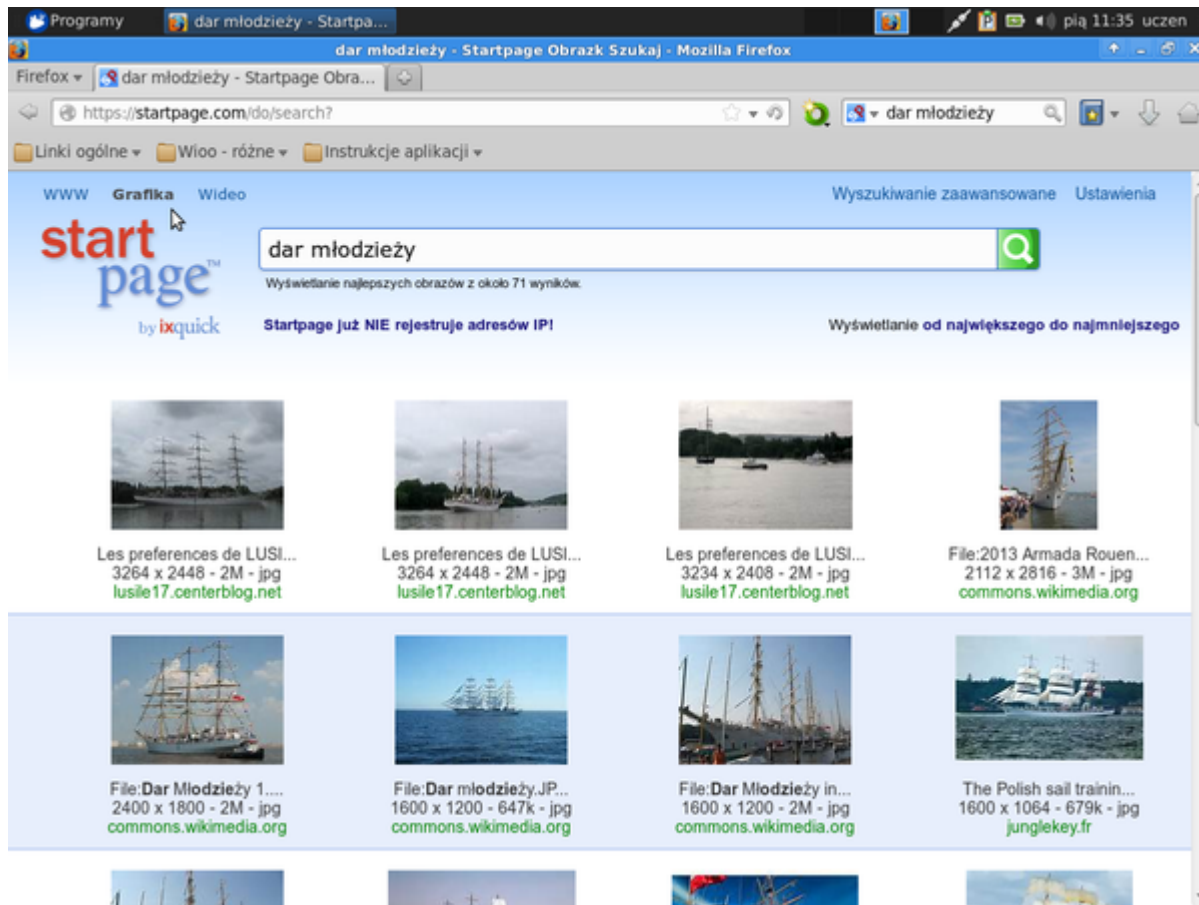 Programy dar młodzieży - Startpa... pią 11:35 uczen
dar młodzieży - Startpage Obrazk Szukaj - Mozilla Firefox
Firefox dar młodzieży - Startpage Obra...
https://startpage.com/do/search? dar młodzieży
Linki ogólne Wioo - różne Instrukcje aplikacji
WWW Grafika Wideo Wyszukiwanie zaawansowane Ustawienia
start
page™
by ixquick
dar młodzieży
Wyświetlanie najlepszych obrazów z około 71 wyników.
Startpage już NIE rejestruje adresów IP! Wyświetlanie od największego do najmniejszego
Les preferences de LUSI... Les preferences de LUSI... Les preferences de LUSI... File:2013 Armada Rouen...
3264 x 2448 - 2M - jpg 3264 x 2448 - 2M - jpg 3234 x 2408 - 2M - jpg 2112 x 2816 - 3M - jpg
lusile17.centerblog.net lusile17.centerblog.net lusile17.centerblog.net commons.wikimedia.org
File:Dar Młodzieży 1.... File:Dar młodzieży.JP... File:Dar Młodzieży in... The Polish sail trainin...
2400 x 1800 - 2M - jpg 1600 x 1200 - 647k - jpg 1600 x 1200 - 2M - jpg 1600 x 1064 - 679k - jpg
commons.wikimedia.org commons.wikimedia.org commons.wikimedia.org junglekey.fr